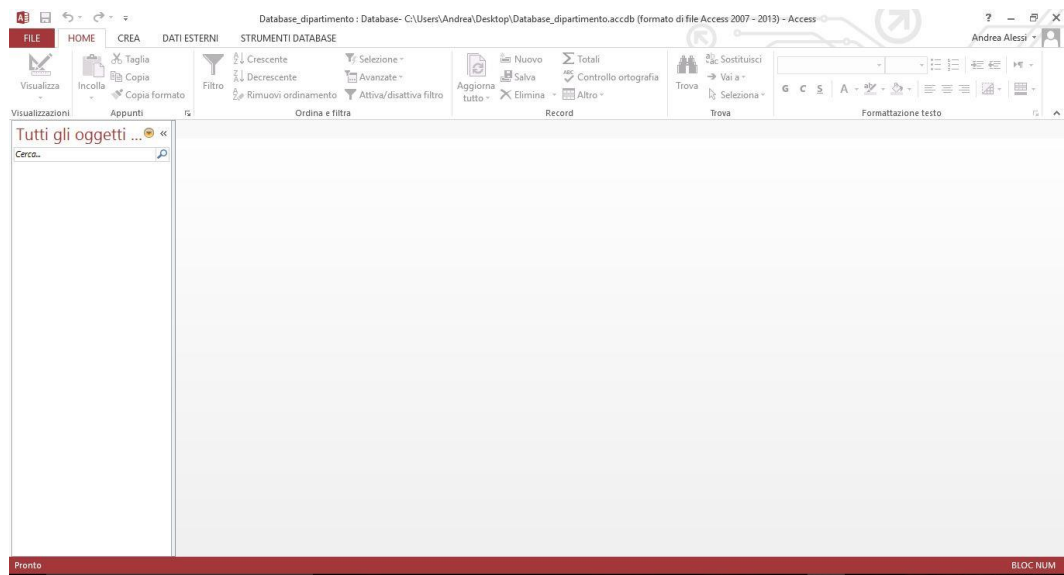 Database_dipartimento : Database- C:\Users\Andrea\Desktop\Database_dipartimento.accdb (formato di file Access 2007 - 2013) - Access
?
FILE HOME CREA DATI ESTERNI STRUMENTI DATABASE
Andrea Alessi
Visualizza
Incolla
Taglia
Copia
Copia formato
Filtro
Crescente
Decrescente
Rimuovi ordinamento
Selezione
Avanzate
Attiva/disattiva filtro
Aggiorna
tutto
Nuovo
Salva
Elimina
Totali
Controllo ortografia
Altro
Trova
Sostituisci
Vai a
Seleziona
G C S A
Visualizzazioni Appunti Ordina e filtra Record Trova Formattazione testo
Tutti gli oggetti ... «
Cerca...
Pronto
BLOC NUM